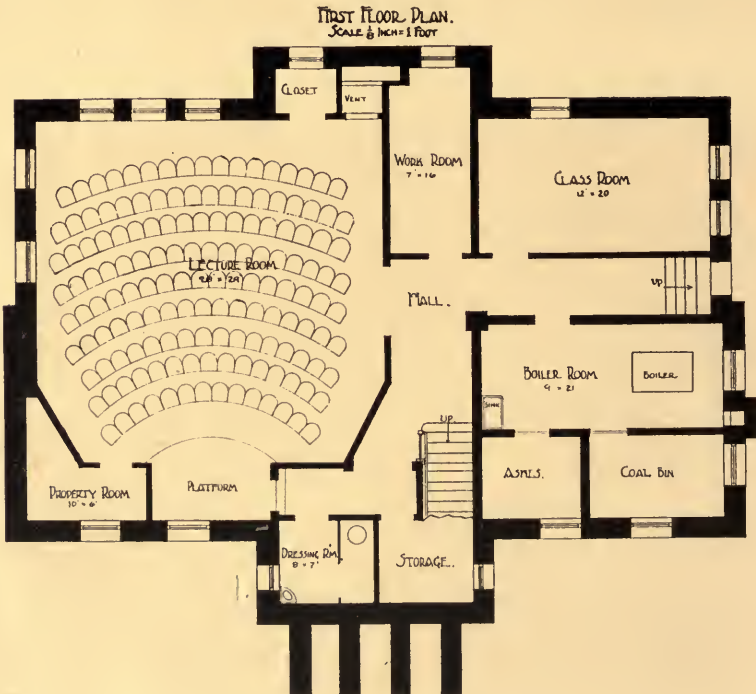 FIRST FLOOR PLAN.
SCALE ⅛ INCH = 1 FOOT
CLOSET
VENT
WORK ROOM
7' × 16
CLASS ROOM
12' × 20
LECTURE ROOM
HALL.
UP
BOILER ROOM
9 × 21
BOILER
SINK
UP
ASHES.
COAL BIN
PROPERTY ROOM
10' × 6'
PLATFORM
DRESSING RM.
8 × 7'
STORAGE.